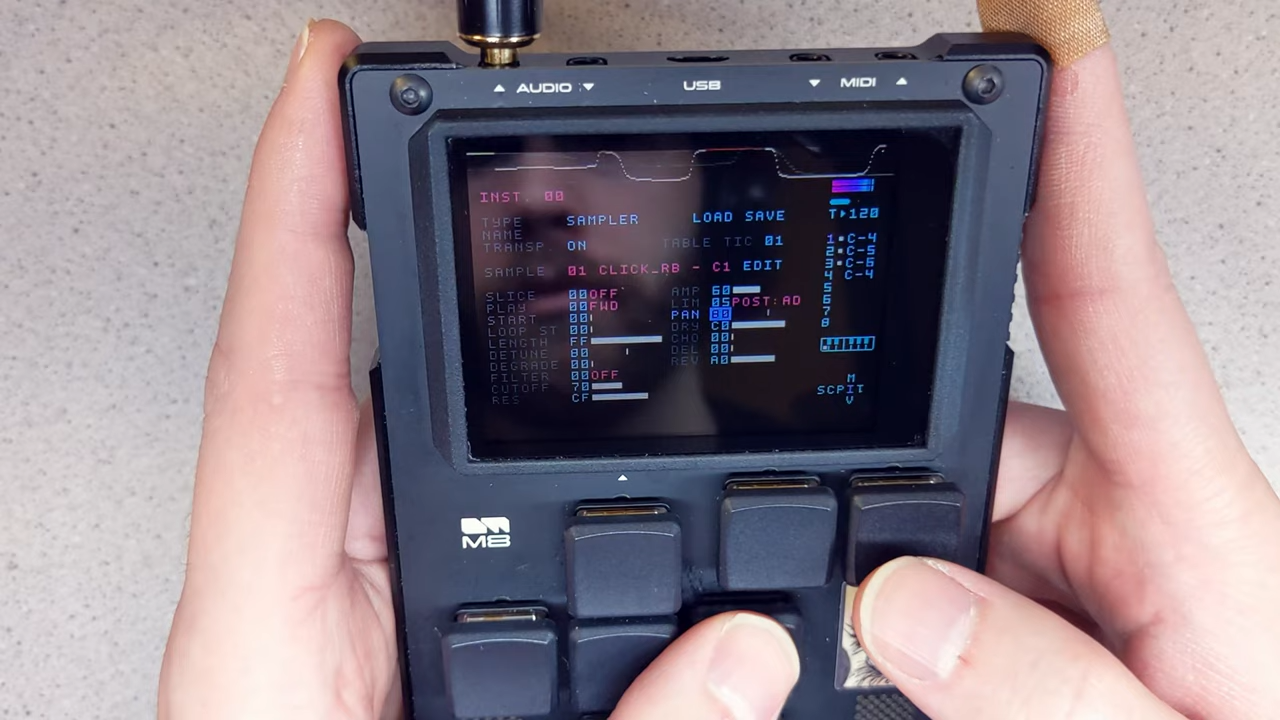 ▲ AUDIO ▼ USB ▼ MIDI ▲
INST. 00
TYPE SAMPLER LOAD SAVE
NAME
TRANSP. ON TABLE TIC 01
SAMPLE 01 CLICK_RB - C1 EDIT
SLICE 00 OFF
PLAY 00 FWD
START 00
LOOP ST 00
LENGTH FF
DETUNE 80
DEGRADE 00
FILTER 00 OFF
CUTOFF 70
RES CF
AMP 60
LIM 05 POST:AD
PAN 80
DRY C0
CHO 00
DEL 00
REV A0
T▸120
1 C-4
2 C-5
3 C-6
4 C-4
5
6
7
8
M
SCPIT
V
M8